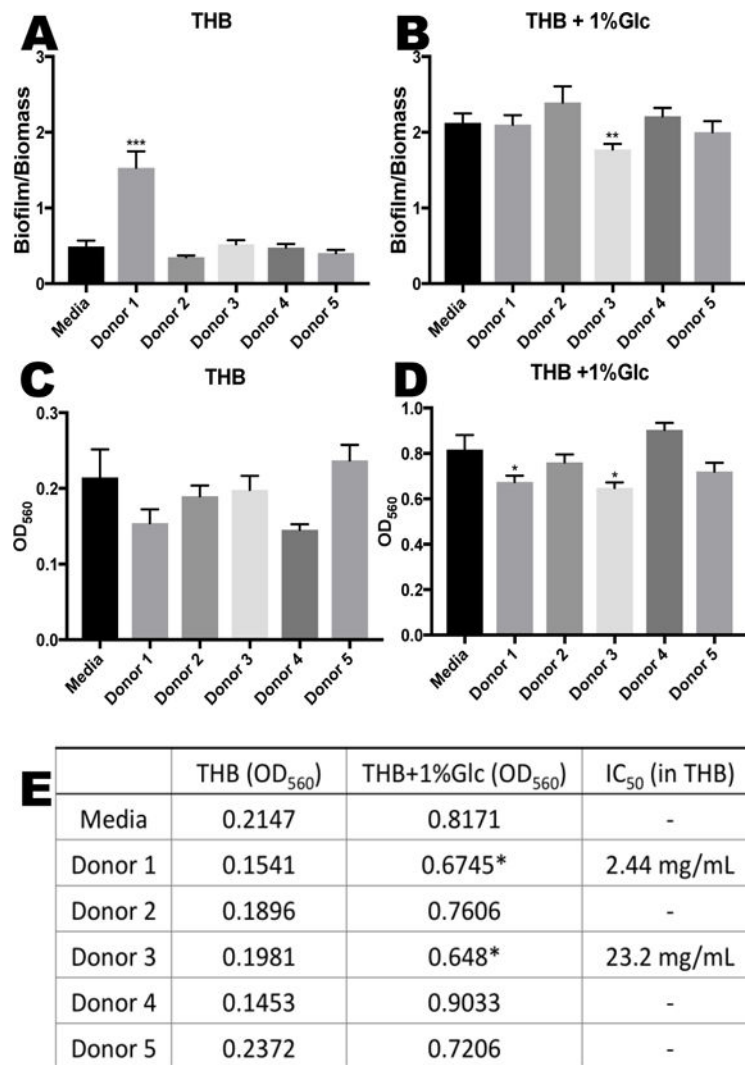 A
THB
Biofilm/Biomass
3
2
1
0
***
Media
Donor 1
Donor 2
Donor 3
Donor 4
Donor 5
B
THB + 1%Glc
Biofilm/Biomass
3
2
1
0
**
Media
Donor 1
Donor 2
Donor 3
Donor 4
Donor 5
C
THB
OD560
0.3
0.2
0.1
0.0
Media
Donor 1
Donor 2
Donor 3
Donor 4
Donor 5
D
THB +1%Glc
OD560
1.0
0.8
0.6
0.4
0.2
0.0
*
*
Media
Donor 1
Donor 2
Donor 3
Donor 4
Donor 5
E
THB (OD560) THB+1%Glc (OD560) IC50 (in THB)
Media 0.2147 0.8171 -
Donor 1 0.1541 0.6745* 2.44 mg/mL
Donor 2 0.1896 0.7606 -
Donor 3 0.1981 0.648* 23.2 mg/mL
Donor 4 0.1453 0.9033 -
Donor 5 0.2372 0.7206 -